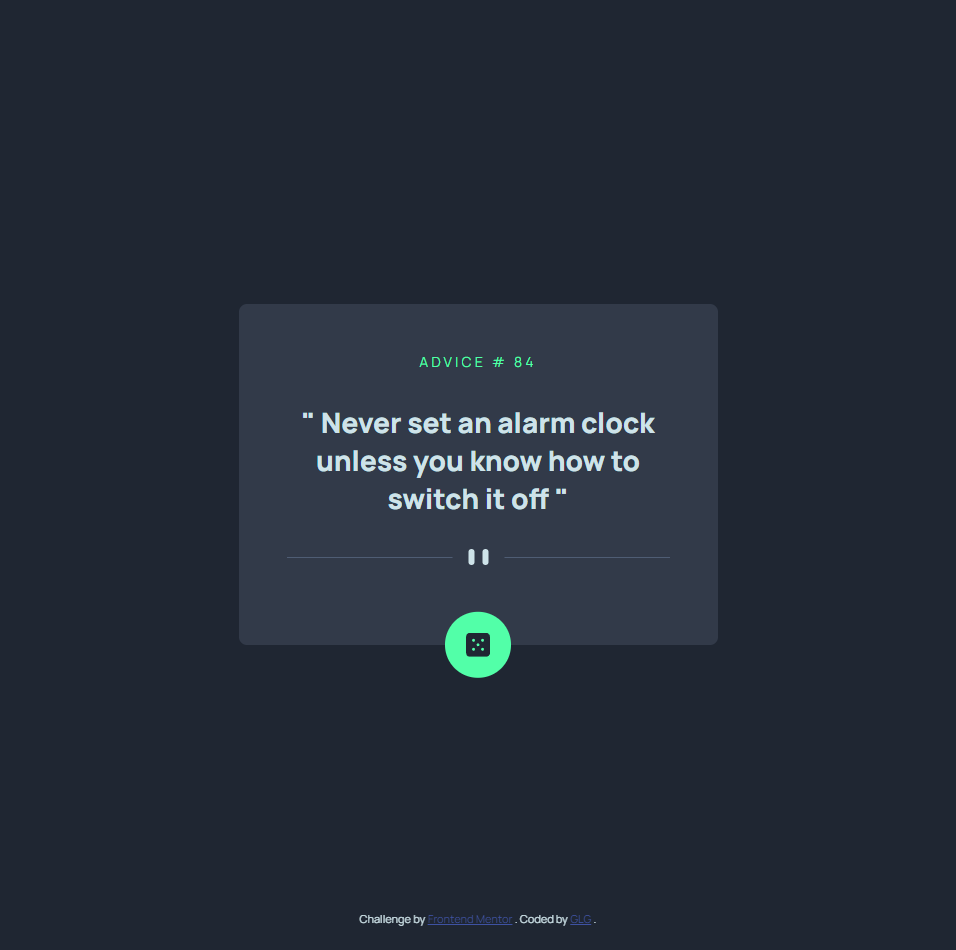 ADVICE # 84
" Never set an alarm clock
unless you know how to
switch it off "
Challenge by Frontend Mentor . Coded by GLG .